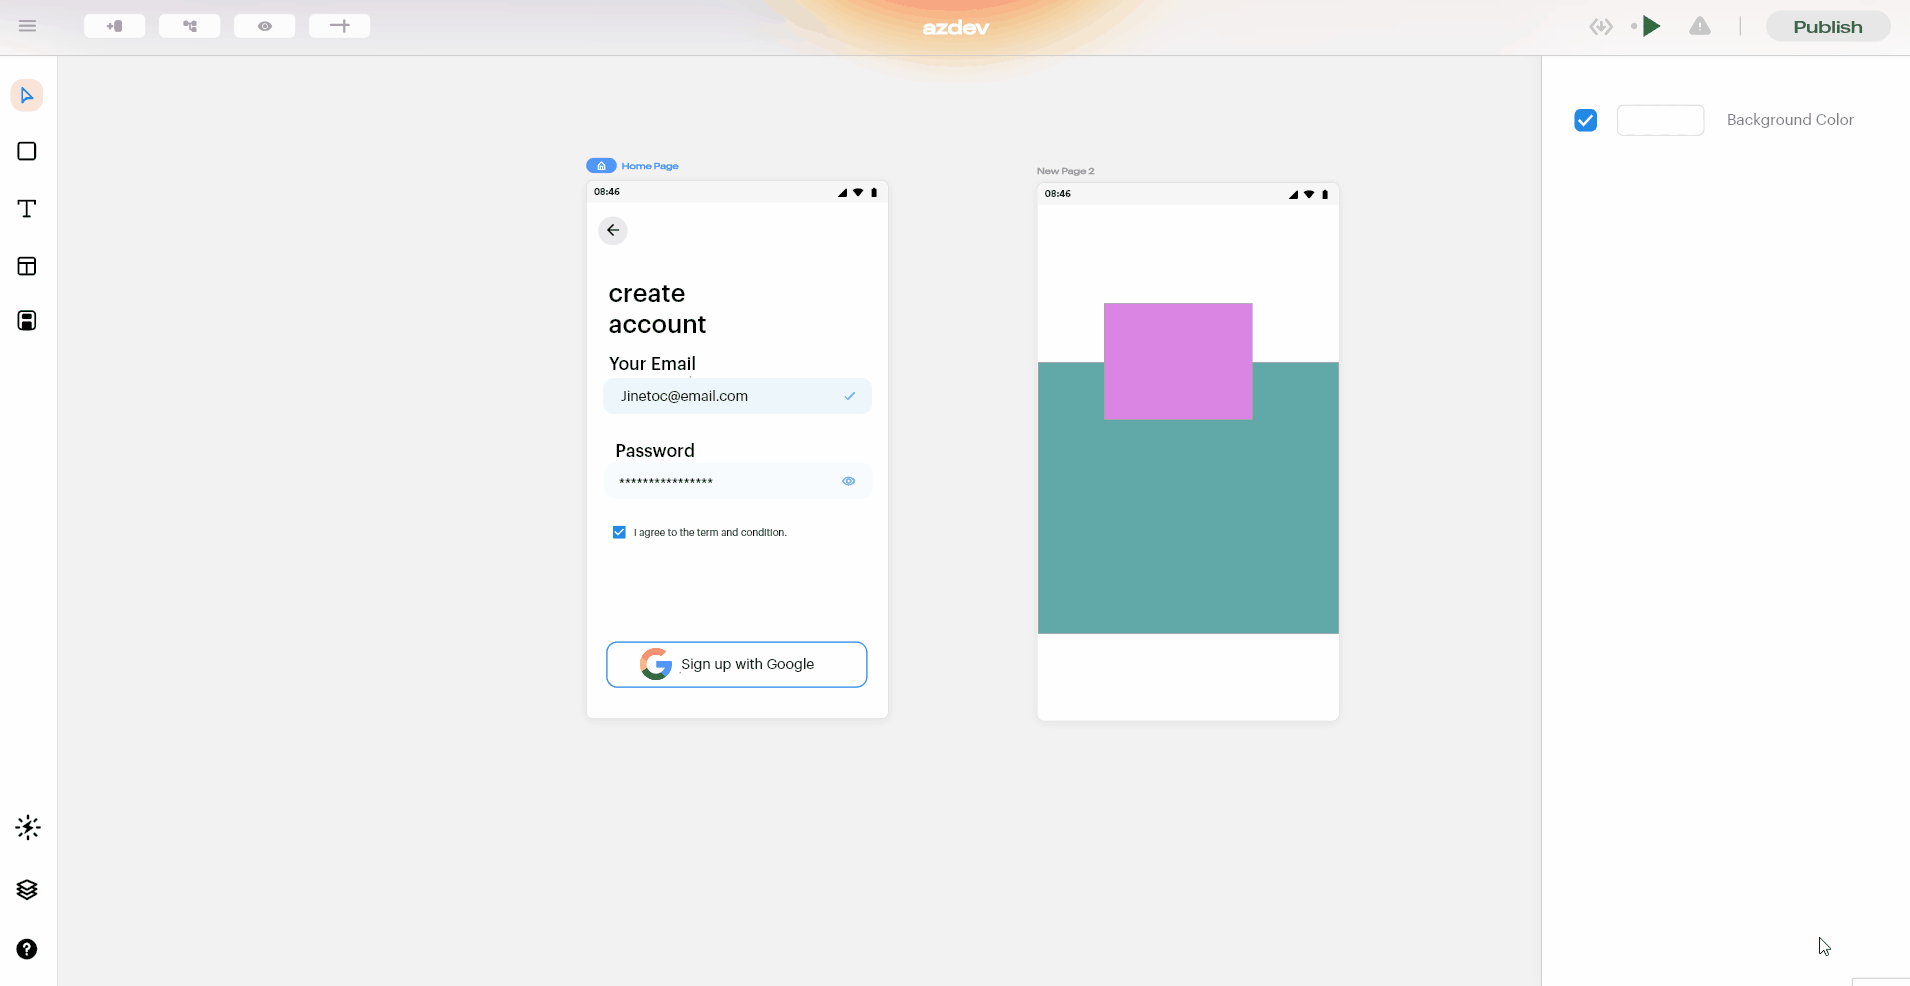 azdev
Publish
Background Color
Home Page
08:46
create
account
Your Email
Jinetoc@email.com
Password
****************
I agree to the term and condition.
Sign up with Google
New Page 2
08:46